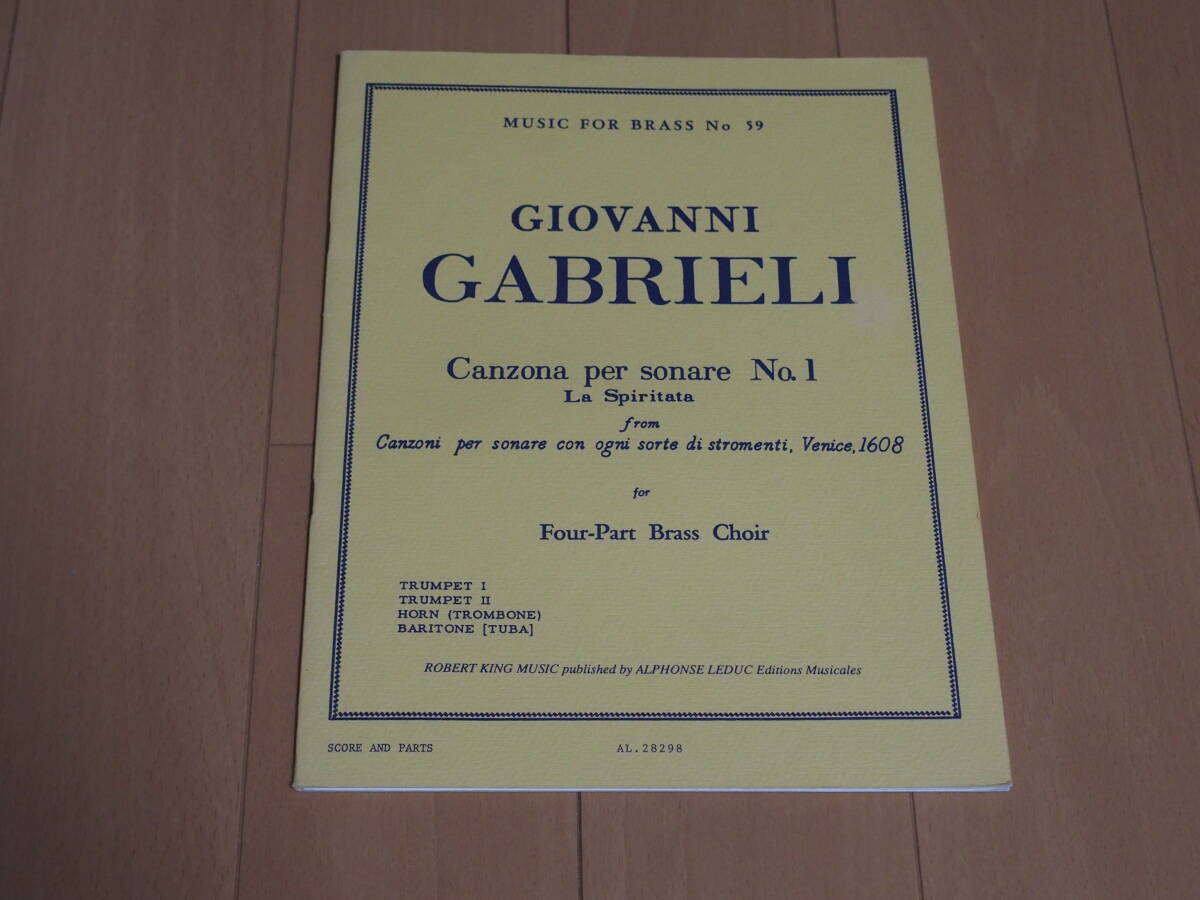 MUSIC FOR BRASS No 59
GIOVANNI
GABRIELI
Canzona per sonare No. 1
La Spiritata
from
Canzoni per sonare con ogni sorte di stromenti, Venice, 1608
for
Four-Part Brass Choir
TRUMPET I
TRUMPET II
HORN (TROMBONE)
BARITONE [TUBA]
ROBERT KING MUSIC published by ALPHONSE LEDUC Editions Musicales
SCORE AND PARTS AL.28298